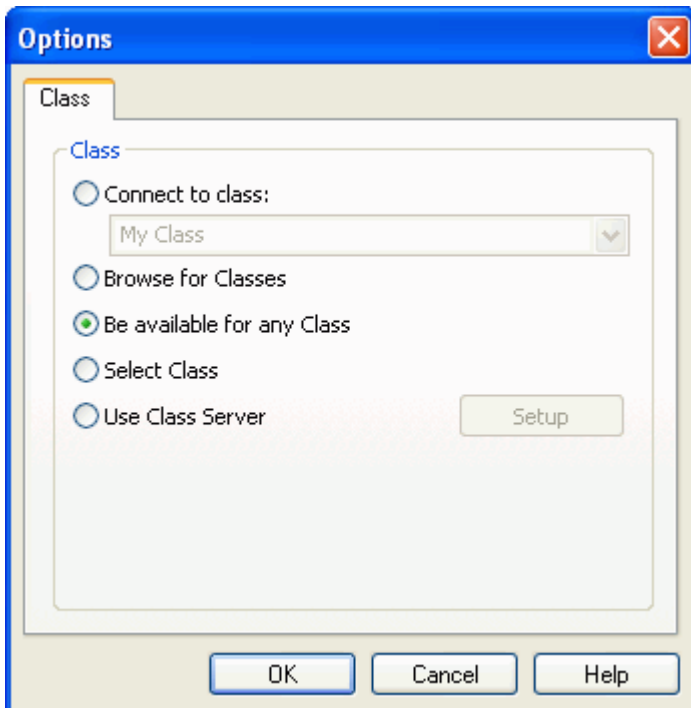 Options
Class
Class
Connect to class:
My Class
Browse for Classes
Be available for any Class
Select Class
Use Class Server Setup
OK Cancel Help